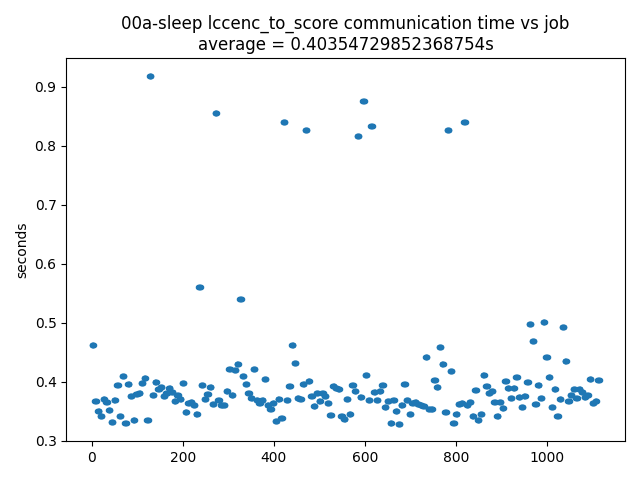 00a-sleep lccenc_to_score communication time vs job
average = 0.40354729852368754s
seconds
0.9
0.8
0.7
0.6
0.5
0.4
0.3
0 200 400 600 800 1000